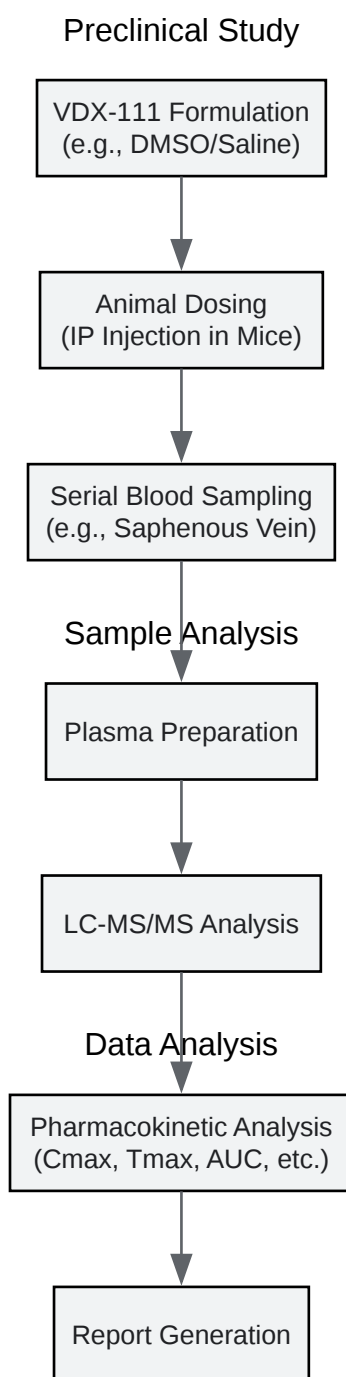 Preclinical Study
VDX-111 Formulation
(e.g., DMSO/Saline)
Animal Dosing
(IP Injection in Mice)
Serial Blood Sampling
(e.g., Saphenous Vein)
Sample Analysis
Plasma Preparation
LC-MS/MS Analysis
Data Analysis
Pharmacokinetic Analysis
(Cmax, Tmax, AUC, etc.)
Report Generation